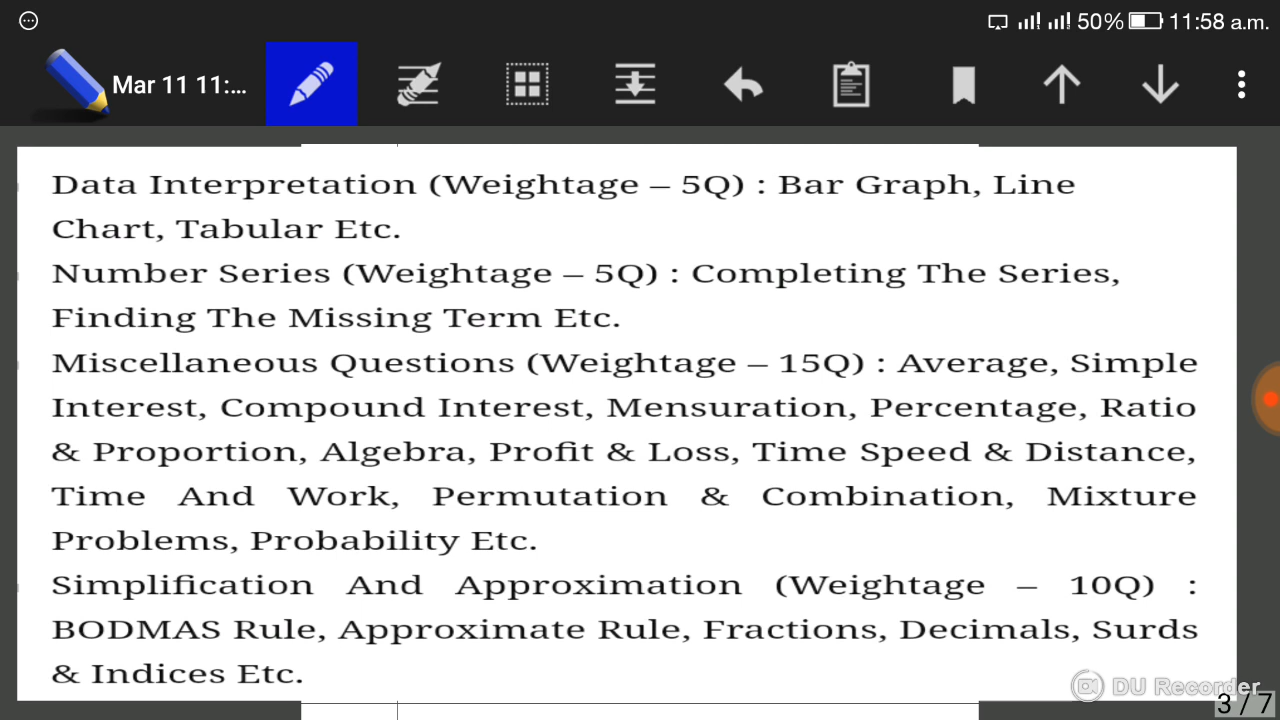 50% 11:58 a.m.
Mar 11 11:...
Data Interpretation (Weightage – 5Q) : Bar Graph, Line
Chart, Tabular Etc.
Number Series (Weightage – 5Q) : Completing The Series,
Finding The Missing Term Etc.
Miscellaneous Questions (Weightage – 15Q) : Average, Simple
Interest, Compound Interest, Mensuration, Percentage, Ratio
& Proportion, Algebra, Profit & Loss, Time Speed & Distance,
Time And Work, Permutation & Combination, Mixture
Problems, Probability Etc.
Simplification And Approximation (Weightage – 10Q) :
BODMAS Rule, Approximate Rule, Fractions, Decimals, Surds
& Indices Etc.
DU Recorder
3 / 7